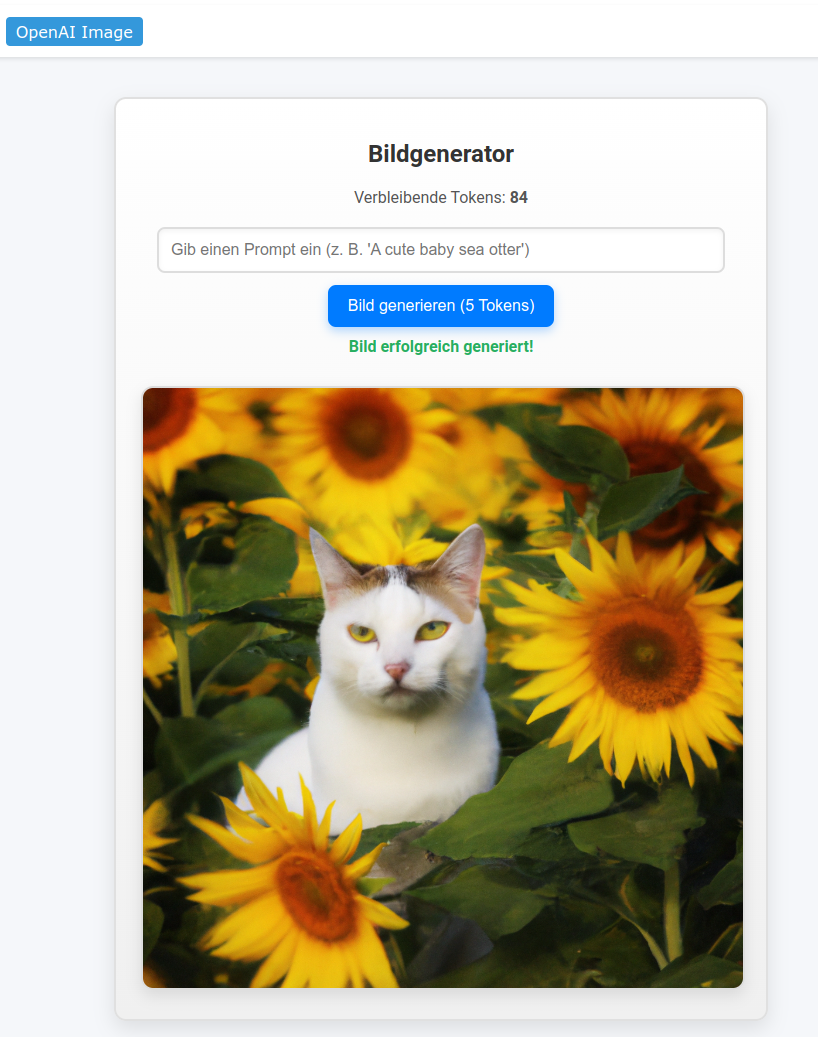 OpenAI Image
Bildgenerator
Verbleibende Tokens: 84
Gib einen Prompt ein (z. B. 'A cute baby sea otter')
Bild generieren (5 Tokens)
Bild erfolgreich generiert!